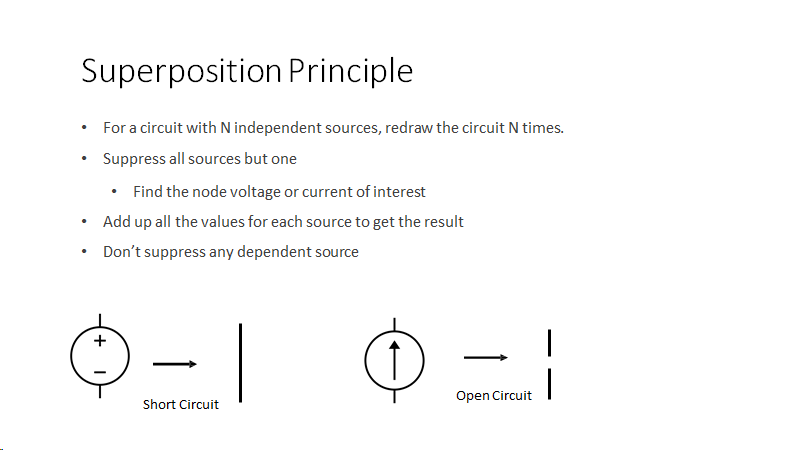 Superposition Principle
• For a circuit with N independent sources, redraw the circuit N times.
• Suppress all sources but one
• Find the node voltage or current of interest
• Add up all the values for each source to get the result
• Don’t suppress any dependent source
+
−
Short Circuit
Open Circuit